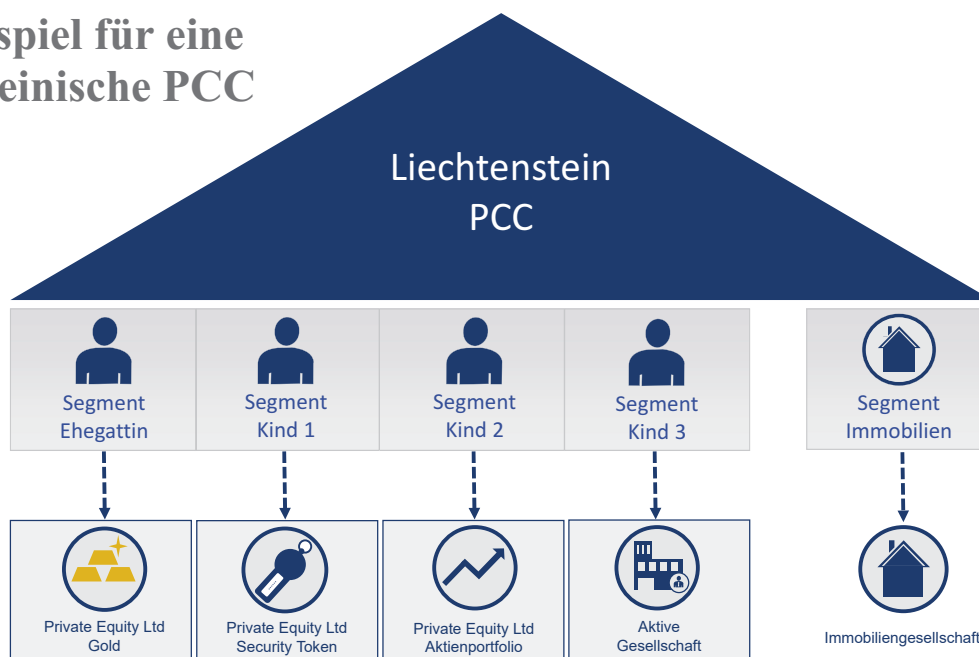 spiel für eine
einische PCC
Liechtenstein
PCC
Segment
Ehegattin
Segment
Kind 1
Segment
Kind 2
Segment
Kind 3
Segment
Immobilien
Private Equity Ltd
Gold
Private Equity Ltd
Security Token
Private Equity Ltd
Aktienportfolio
Aktive
Gesellschaft
Immobiliengesellschaft